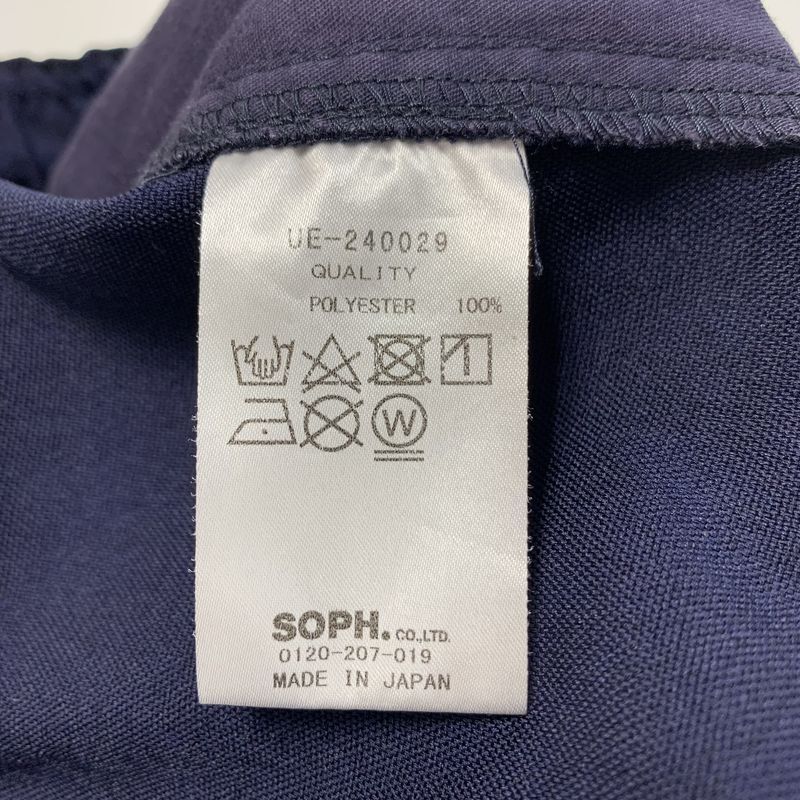 UE-240029
QUALITY
POLYESTER 100%
W
SOPH. CO.,LTD.
0120-207-019
MADE IN JAPAN